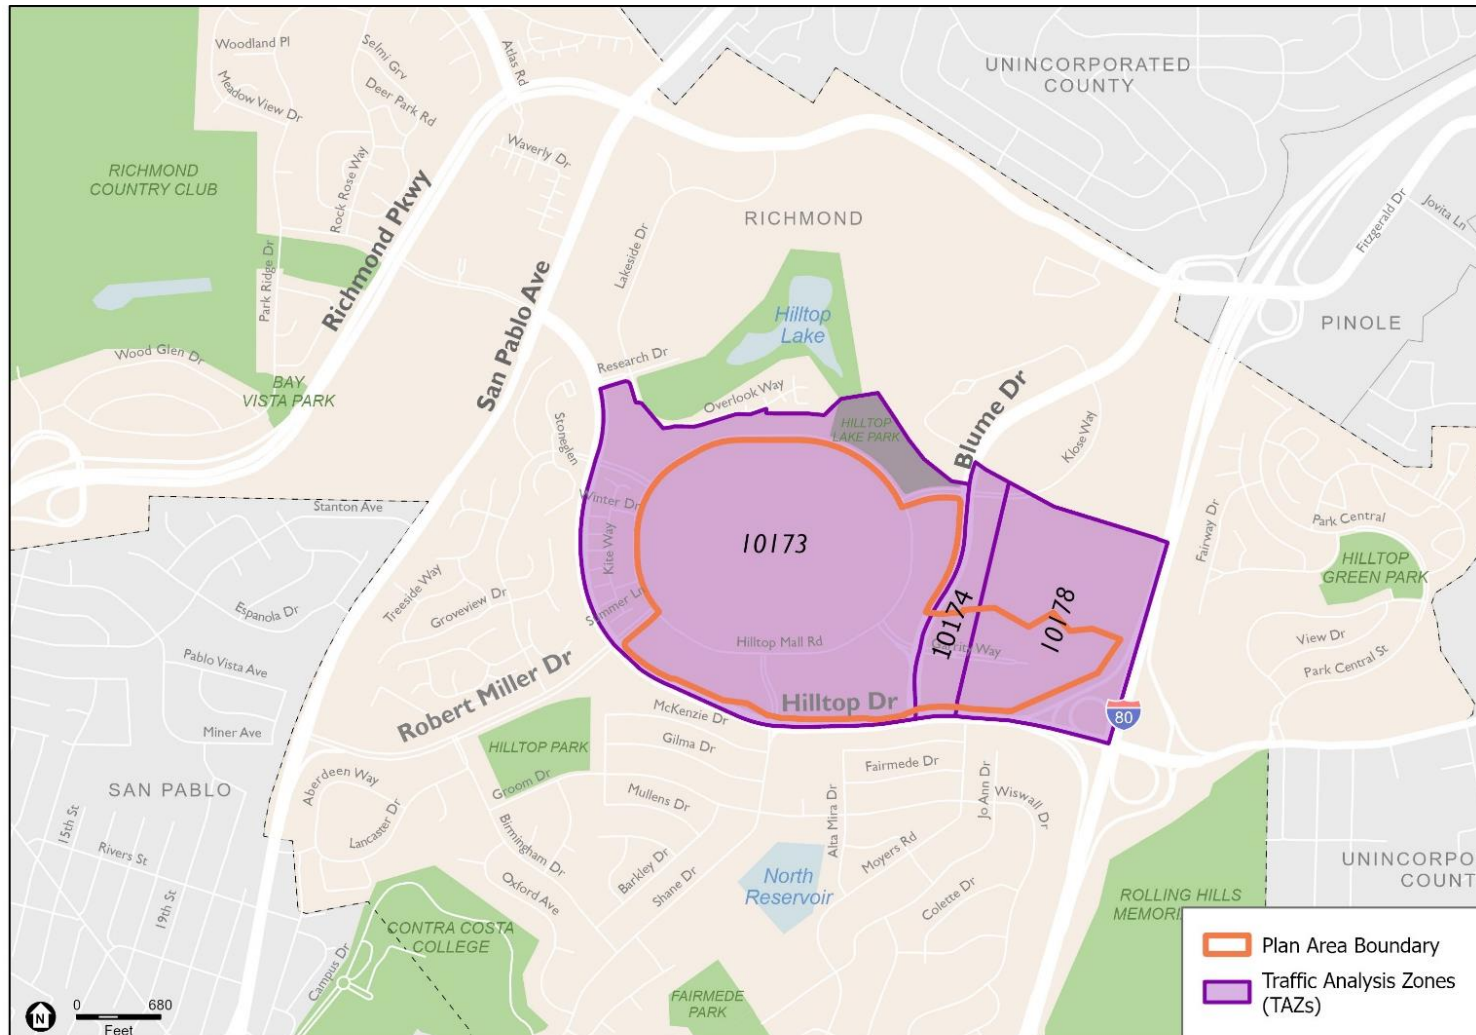 Woodland Pl
Selmi Grv
Atlas Rd
UNINCORPORATED
COUNTY
Meadow View Dr
Deer Park Rd
Waverly Dr
RICHMOND
COUNTRY CLUB
Rock Rose Way
Richmond Pkwy
RICHMOND
Jovita Ln
Fitzgerald Dr
Lakeside Dr
Park Ridge Dr
San Pablo Ave
Hilltop
Lake
PINOLE
Wood Glen Dr
Research Dr
BAY
VISTA PARK
Overlook Way
Stoneglen
HILLTOP
LAKE PARK
Blume Dr
Klose Way
Stanton Ave
Winter Dr
Kite Way
10173
Fairway Dr
Park Central
HILLTOP
GREEN PARK
Espanola Dr
Treeside Way
Groveview Dr
Summer Ln
10174
10178
Hilltop Mall Rd
Garrity Way
View Dr
Park Central St
Pablo Vista Ave
Robert Miller Dr
Hilltop Dr
80
Miner Ave
McKenzie Dr
Gilma Dr
HILLTOP PARK
Fairmede Dr
SAN PABLO
Aberdeen Way
Groom Dr
Mullens Dr
Jo Ann Dr
Wiswall Dr
15th St
Lancaster Dr
Birmingham Dr
Alta Mira Dr
Moyers Rd
Rivers St
Barkley Dr
Shane Dr
North
Reservoir
Oxford Ave
Colette Dr
UNINCORPO
COUNT
19th St
CONTRA COSTA
COLLEGE
ROLLING HILLS
MEMORI
Campus Dr
FAIRMEDE
PARK
Plan Area Boundary
Traffic Analysis Zones
(TAZs)
N
0 680
Feet